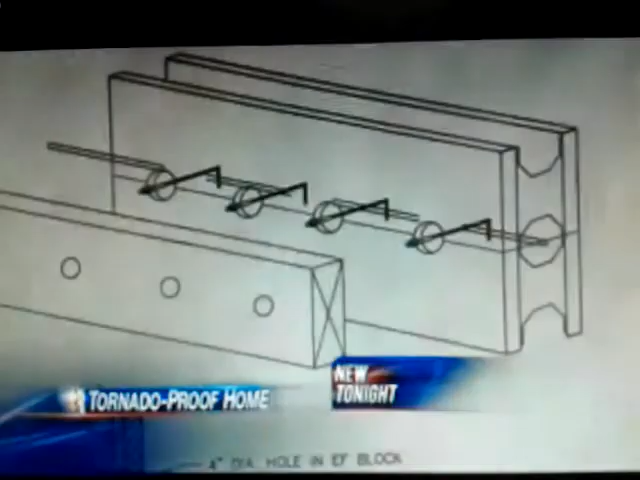 NEW
TONIGHT
TORNADO-PROOF HOME
4" DIA. HOLE IN EF BLOCK